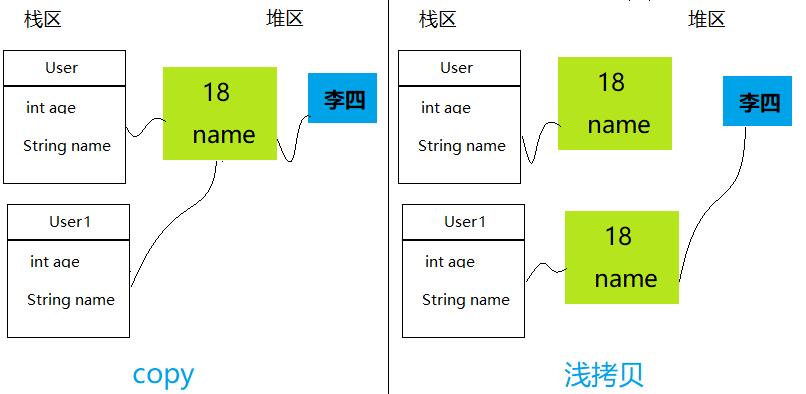 栈区
堆区
User
int age
String name
18
name
李四
User1
int age
String name
copy
栈区
堆区
User
int age
String name
18
name
李四
User1
int age
String name
18
name
浅拷贝